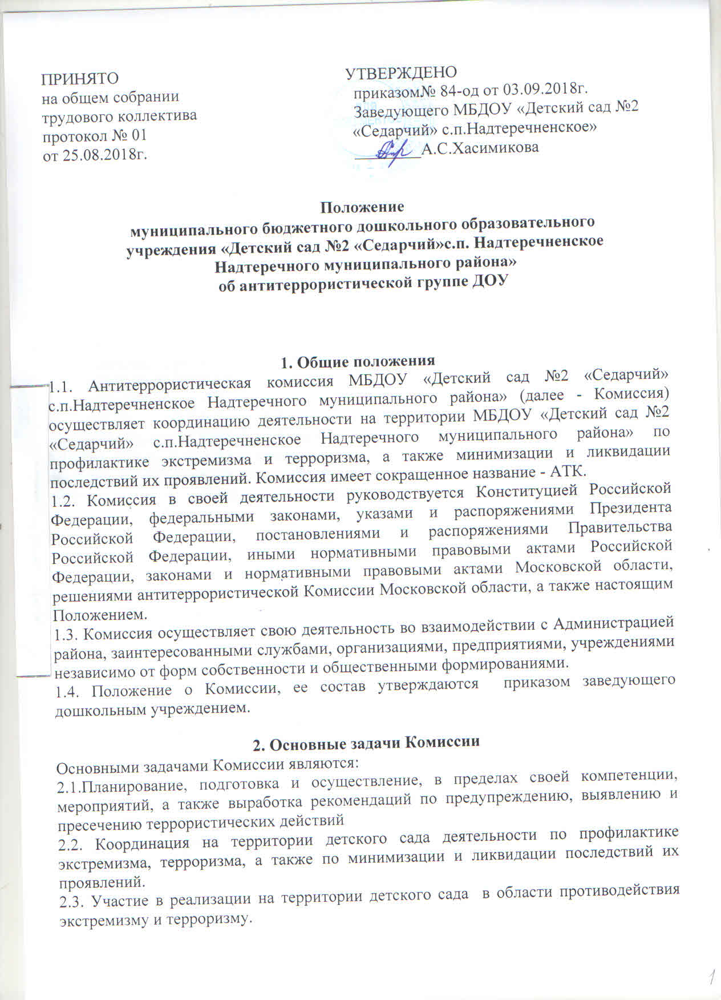 ПРИНЯТО
на общем собрании
трудового коллектива
протокол № 01
от 25.08.2018г.
УТВЕРЖДЕНО
приказом№ 84-од от 03.09.2018г.
Заведующего МБДОУ «Детский сад №2
«Седарчий» с.п.Надтеречненское»
________А.С.Хасимикова
Положение
муниципального бюджетного дошкольного образовательного
учреждения «Детский сад №2 «Седарчий»с.п. Надтеречненское
Надтеречного муниципального района»
об антитеррористической группе ДОУ
1. Общие положения
1.1. Антитеррористическая комиссия МБДОУ «Детский сад №2 «Седарчий»
с.п.Надтеречненское Надтеречного муниципального района» (далее - Комиссия)
осуществляет координацию деятельности на территории МБДОУ «Детский сад №2
«Седарчий» с.п.Надтеречненское Надтеречного муниципального района» по
профилактике экстремизма и терроризма, а также минимизации и ликвидации
последствий их проявлений. Комиссия имеет сокращенное название - АТК.
1.2. Комиссия в своей деятельности руководствуется Конституцией Российской
Федерации, федеральными законами, указами и распоряжениями Президента
Российской Федерации, постановлениями и распоряжениями Правительства
Российской Федерации, иными нормативными правовыми актами Российской
Федерации, законами и нормативными правовыми актами Московской области,
решениями антитеррористической Комиссии Московской области, а также настоящим
Положением.
1.3. Комиссия осуществляет свою деятельность во взаимодействии с Администрацией
района, заинтересованными службами, организациями, предприятиями, учреждениями
независимо от форм собственности и общественными формированиями.
1.4. Положение о Комиссии, ее состав утверждаются приказом заведующего
дошкольным учреждением.
2. Основные задачи Комиссии
Основными задачами Комиссии являются:
2.1.Планирование, подготовка и осуществление, в пределах своей компетенции,
мероприятий, а также выработка рекомендаций по предупреждению, выявлению и
пресечению террористических действий
2.2. Координация на территории детского сада деятельности по профилактике
экстремизма, терроризма, а также по минимизации и ликвидации последствий их
проявлений.
2.3. Участие в реализации на территории детского сада в области противодействия
экстремизму и терроризму.
1